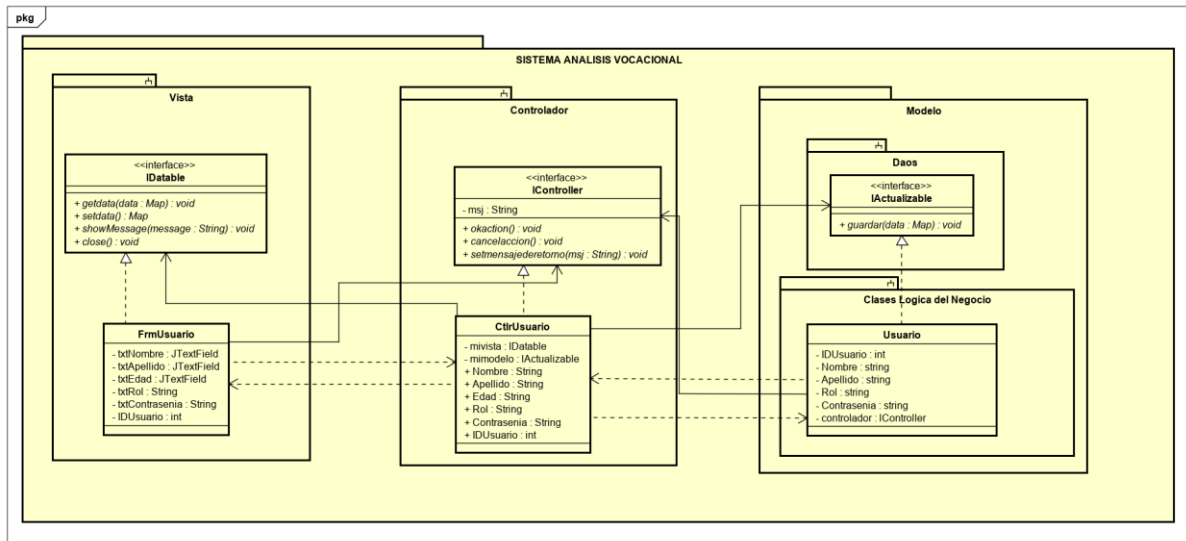 pkg
SISTEMA ANALISIS VOCACIONAL
Vista
<<interface>>
IDatable
+ getdata(data : Map) : void
+ setdata() : Map
+ showMessage(message : String) : void
+ close() : void
FrmUsuario
- txtNombre : JTextField
- txtApellido : JTextField
- txtEdad : JTextField
- txtRol : String
- txtContrasenia : String
- IDUsuario : int
Controlador
<<interface>>
IController
- msj : String
+ okaction() : void
+ cancelaccion() : void
+ setmensajederetorno(msj : String) : void
CtlrUsuario
- mivista : IDatable
- mimodelo : IActualizable
+ Nombre : String
+ Apellido : String
+ Edad : String
+ Rol : String
+ Contrasenia : String
+ IDUsuario : int
Modelo
Daos
<<interface>>
IActualizable
+ guardar(data : Map) : void
Clases Logica del Negocio
Usuario
- IDUsuario : int
- Nombre : string
- Apellido : string
- Rol : string
- Contrasenia : string
- controlador : IController